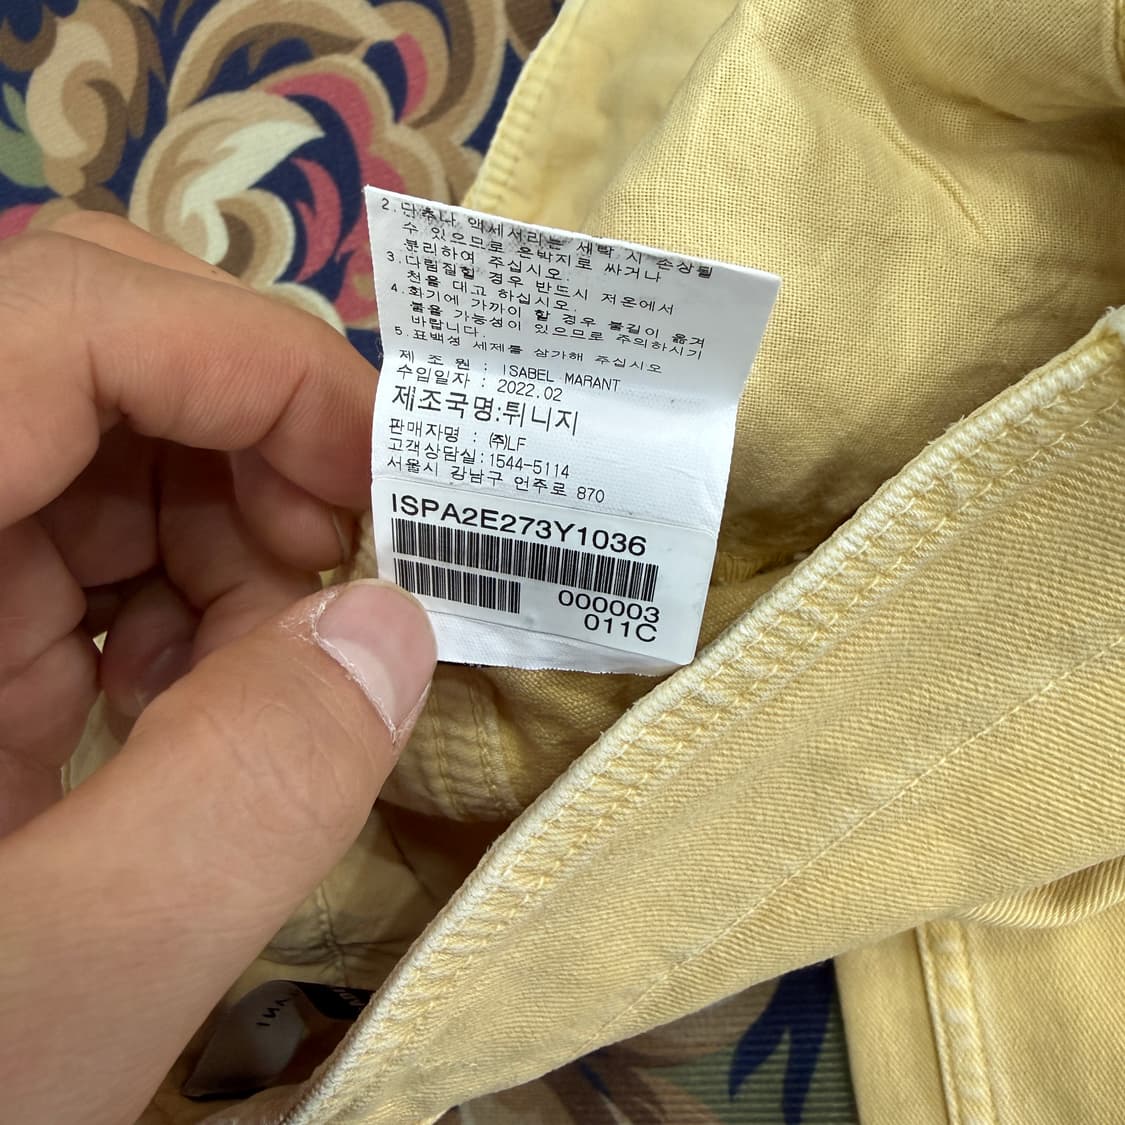 2. 단추나 액세서리는 세탁 시 손상될
수 있으므로 은박지로 싸거나
분리하여 주십시오.
3. 다림질할 경우 반드시 저온에서
천을 대고 하십시오.
4. 화기에 가까이 할 경우 불길이 옮겨
붙을 가능성이 있으므로 주의하시기
바랍니다.
5. 표백성 세제를 삼가해 주십시오
제 조 원 : ISABEL MARANT
수입일자 : 2022.02
제조국명:튀니지
판매자명 : ㈜LF
고객상담실:1544-5114
서울시 강남구 언주로 870
ISPA2E273Y1036
000003
011C